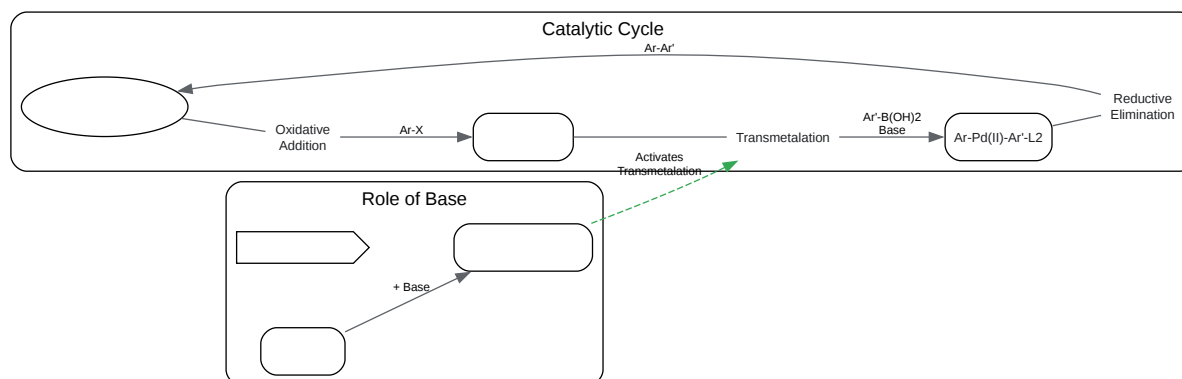 Catalytic Cycle
Ar-Ar'
Oxidative
Addition
Ar-X
Transmetalation
Ar'-B(OH)2
Base
Ar-Pd(II)-Ar'-L2
Reductive
Elimination
Activates
Transmetalation
Role of Base
+ Base